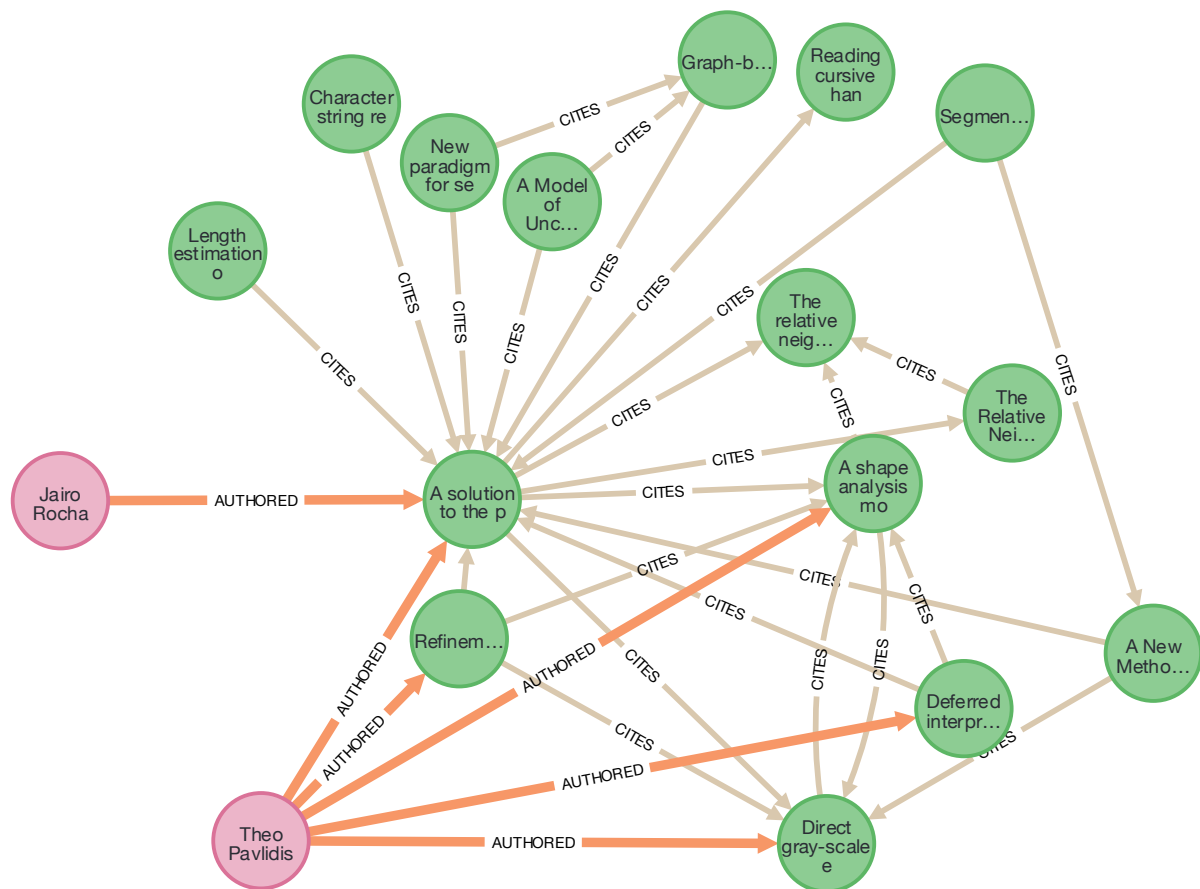 Graph-b…
Reading
cursive
han
Character
string re
Segmen…
CITES
New
paradigm
for se
CITES
A Model
of
Unc…
Length
estimation
o
CITES
CITES
CITES
CITES
CITES
CITES
The
relative
neig…
CITES
CITES
CITES
CITES
CITES
CITES
The
Relative
Nei…
CITES
A shape
analysis
mo
Jairo
Rocha
AUTHORED
A solution
to the p
CITES
CITES
CITES
CITES
CITES
Refinem…
A New
Metho…
AUTHORED
AUTHORED
CITES
CITES
CITES
Deferred
interpr…
AUTHORED
CITES
CITES
AUTHORED
Theo
Pavlidis
AUTHORED
Direct
gray-scale
e